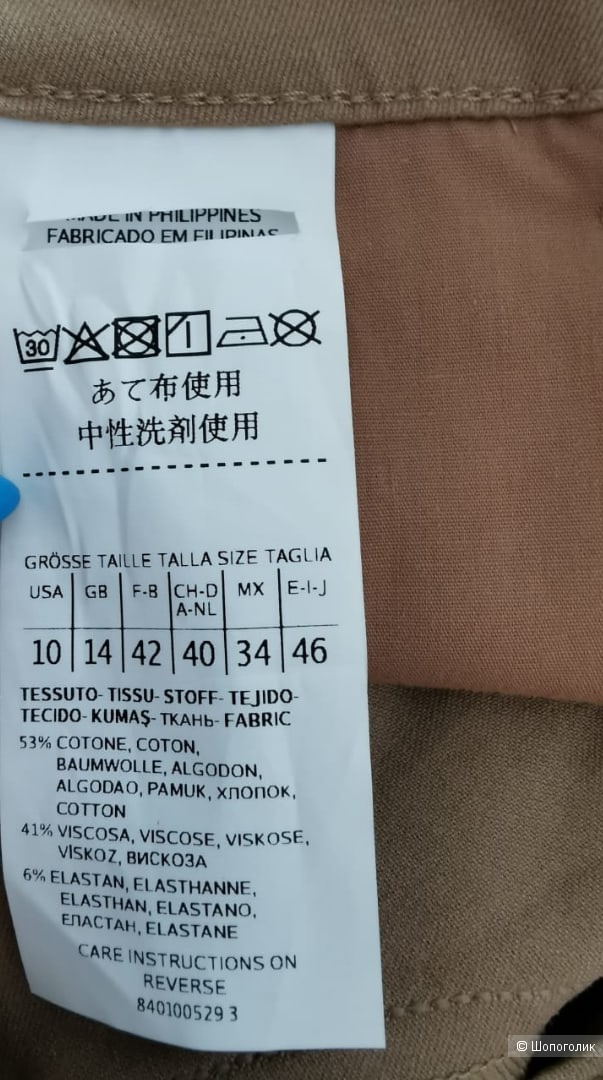 MADE IN PHILIPPINES
FABRICADO EM FILIPINAS
30
あて布使用
中性洗剤使用
GRÖSSE TAILLE TALLA SIZE TAGLIA
USA GB F-B CH-D A-NL MX E-I-J
10 14 42 40 34 46
TESSUTO- TISSU- STOFF- TEJIDO-
TECIDO- KUMAŞ- ТКАНЬ- FABRIC
53% COTONE, COTON,
BAUMWOLLE, ALGODON,
ALGODAO, PAMUK, ХЛОПОК,
COTTON
41% VISCOSA, VISCOSE, VISKOSE,
VİSKOZ, ВИСКОЗА
6% ELASTAN, ELASTHANNE,
ELASTHAN, ELASTANO,
ЕЛАСТАН, ELASTANE
CARE INSTRUCTIONS ON
REVERSE
840100529 3
© Шопоголик